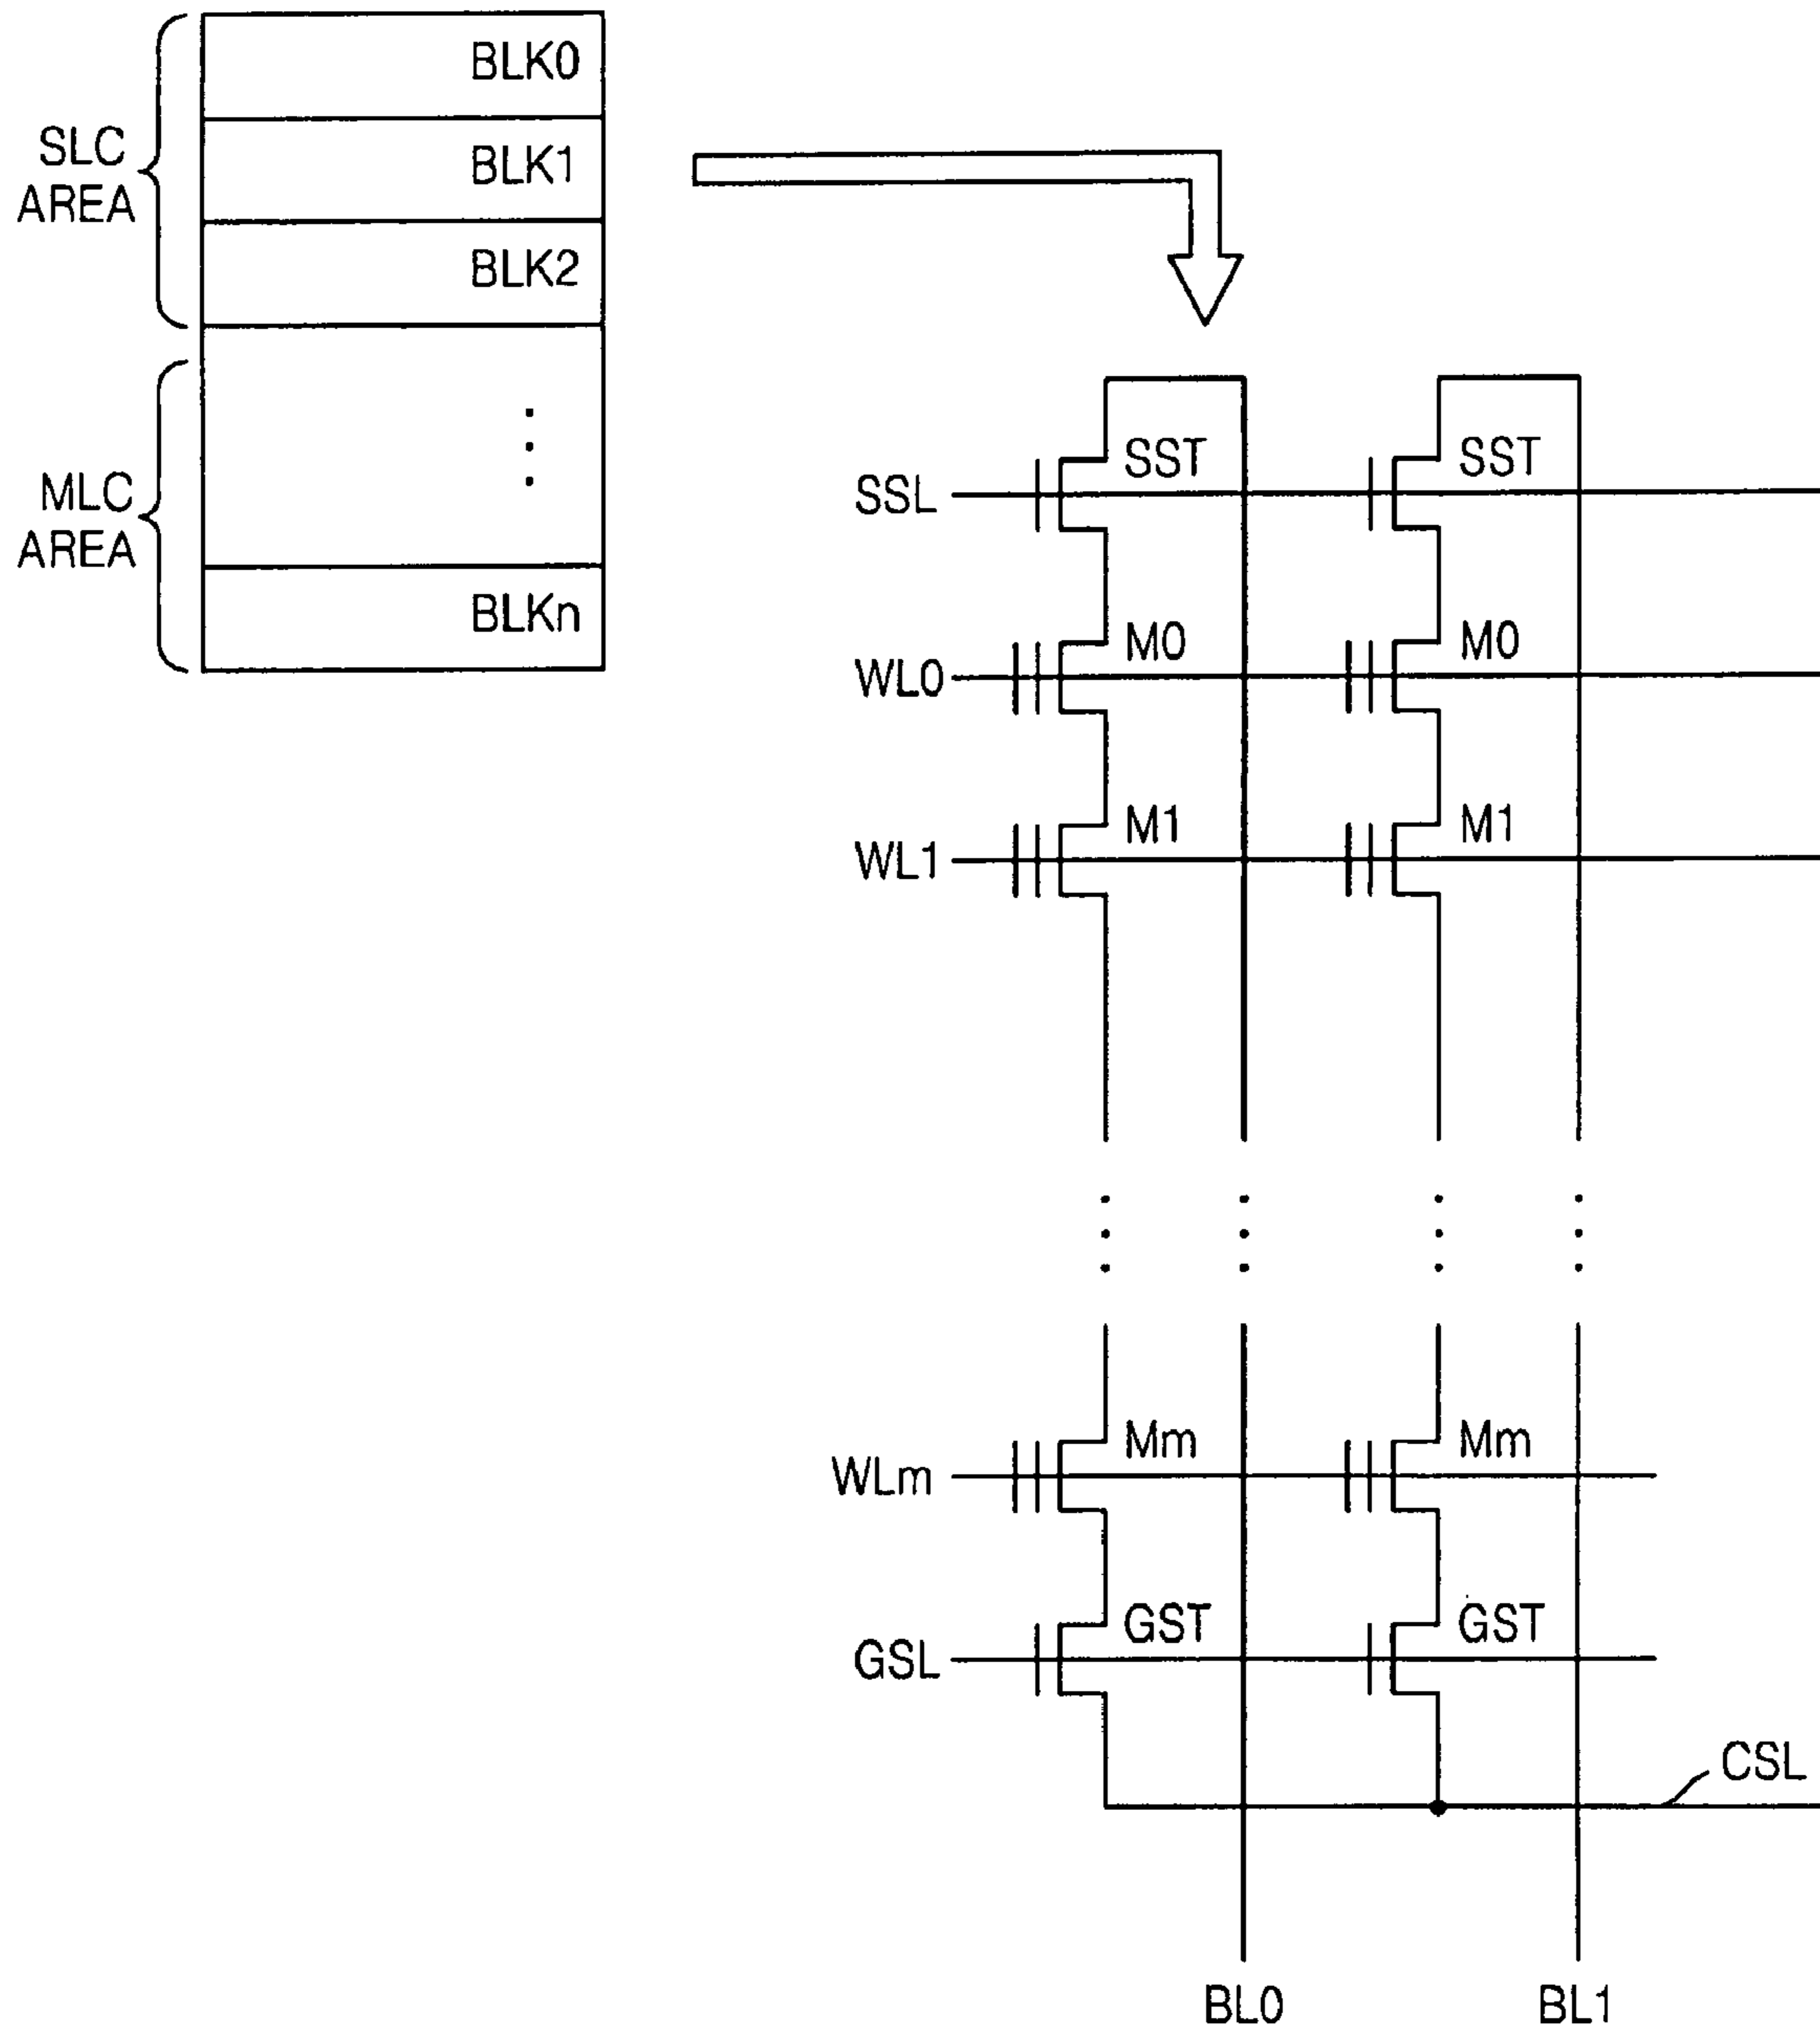 BLK0
SLC
AREA
BLK1
BLK2
MLC
AREA
BLKn
SSL
SST
SST
WL0
M0
M0
WL1
M1
M1
WLm
Mm
Mm
GSL
GST
GST
CSL
BL0
BL1